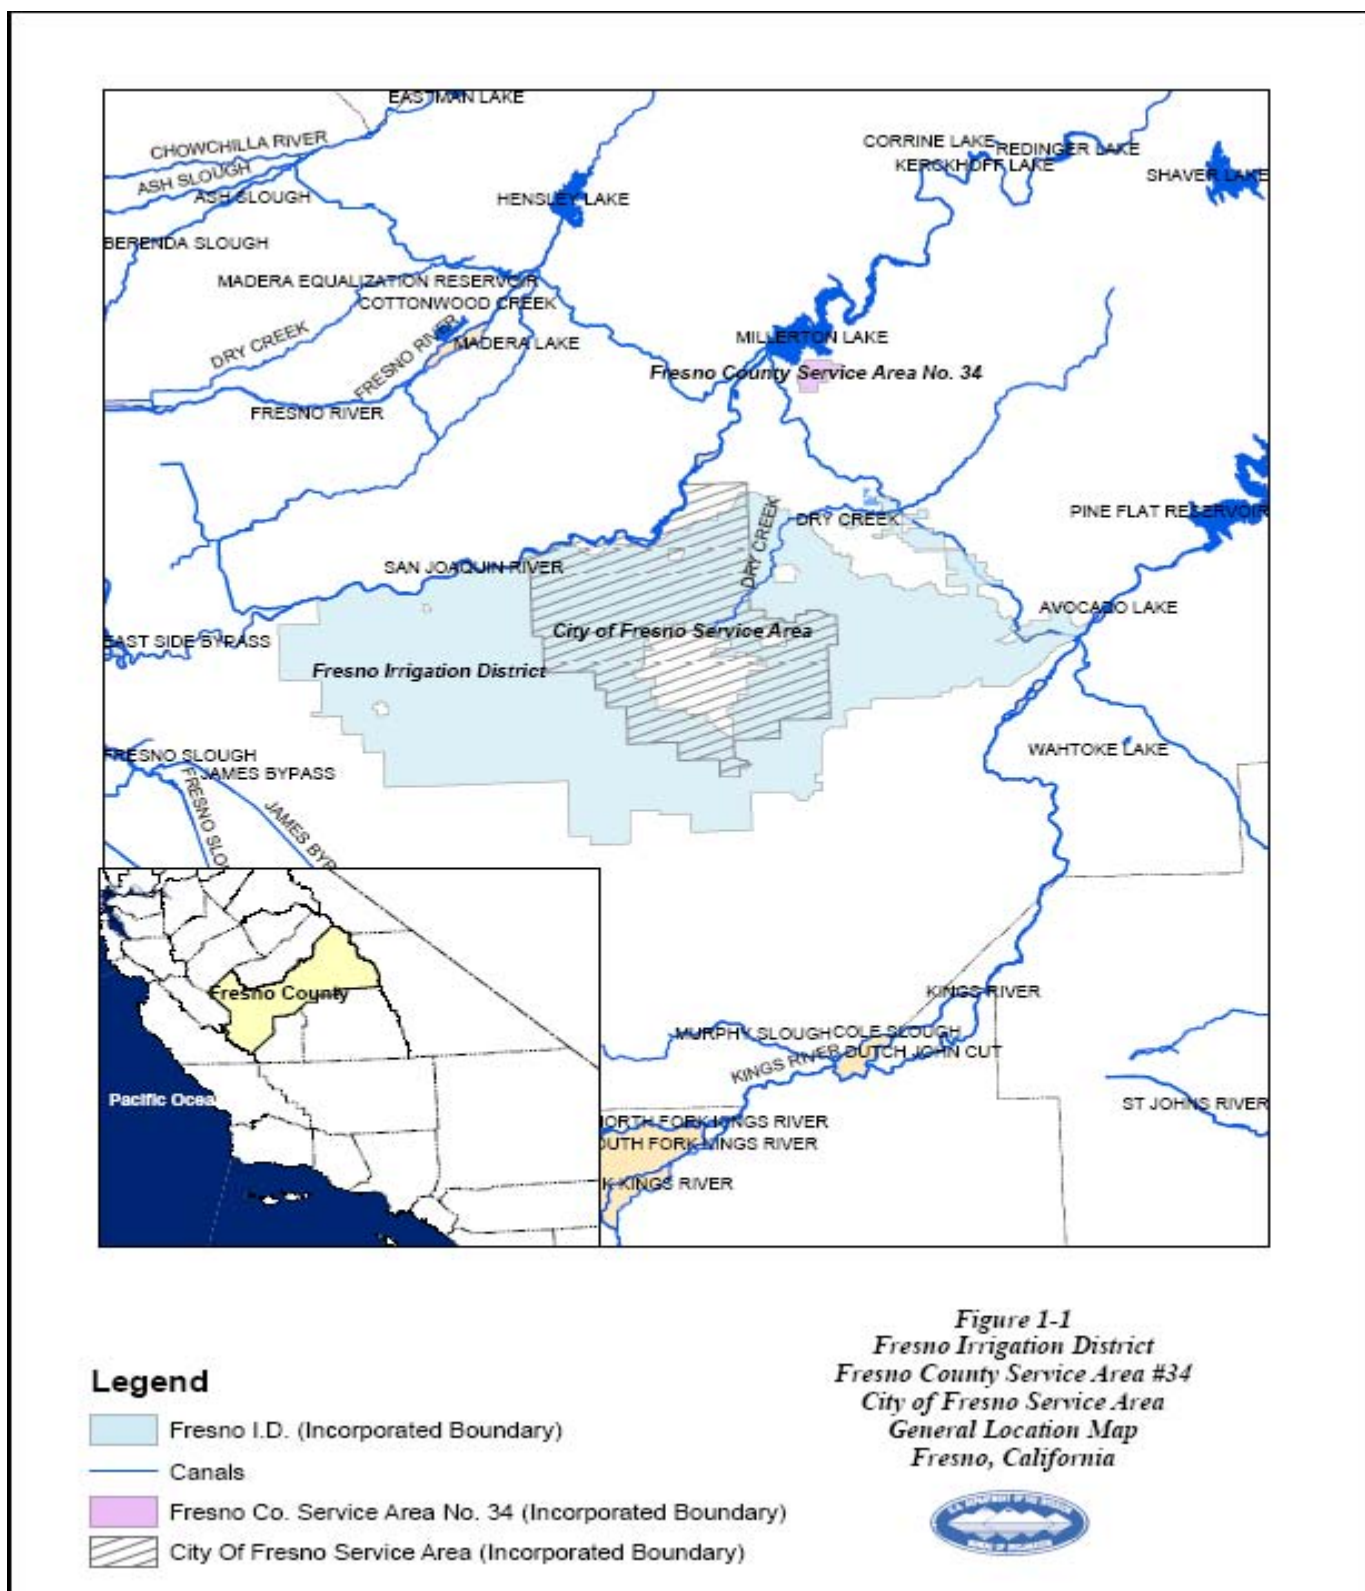 EASTMAN LAKE
CHOWCHILLA RIVER
CORRINE LAKE
REDINGER LAKE
KERCKHOFF LAKE
SHAVER LAKE
ASH SLOUGH
ASH SLOUGH
HENSLEY LAKE
BERENDA SLOUGH
MADERA EQUALIZATION RESERVOIR
COTTONWOOD CREEK
DRY CREEK
FRESNO RIVER
MADERA LAKE
MILLERTON LAKE
Fresno County Service Area No. 34
FRESNO RIVER
PINE FLAT RESERVOIR
DRY CREEK
DRY CREEK
SAN JOAQUIN RIVER
AVOCADO LAKE
EAST SIDE BYPASS
City of Fresno Service Area
Fresno Irrigation District
WAHTOKE LAKE
FRESNO SLOUGH
JAMES BYPASS
FRESNO SLOU
JAMES BYP
Fresno County
KINGS RIVER
MURPHY SLOUGH
COLE SLOUGH
KINGS RIVER
DUTCH JOHN CUT
Pacific Ocea
ST JOHNS RIVER
NORTH FORK KINGS RIVER
OUTH FORK KINGS RIVER
K KINGS RIVER
Figure 1-1
Fresno Irrigation District
Fresno County Service Area #34
City of Fresno Service Area
General Location Map
Fresno, California
Legend
Fresno I.D. (Incorporated Boundary)
Canals
Fresno Co. Service Area No. 34 (Incorporated Boundary)
City Of Fresno Service Area (Incorporated Boundary)